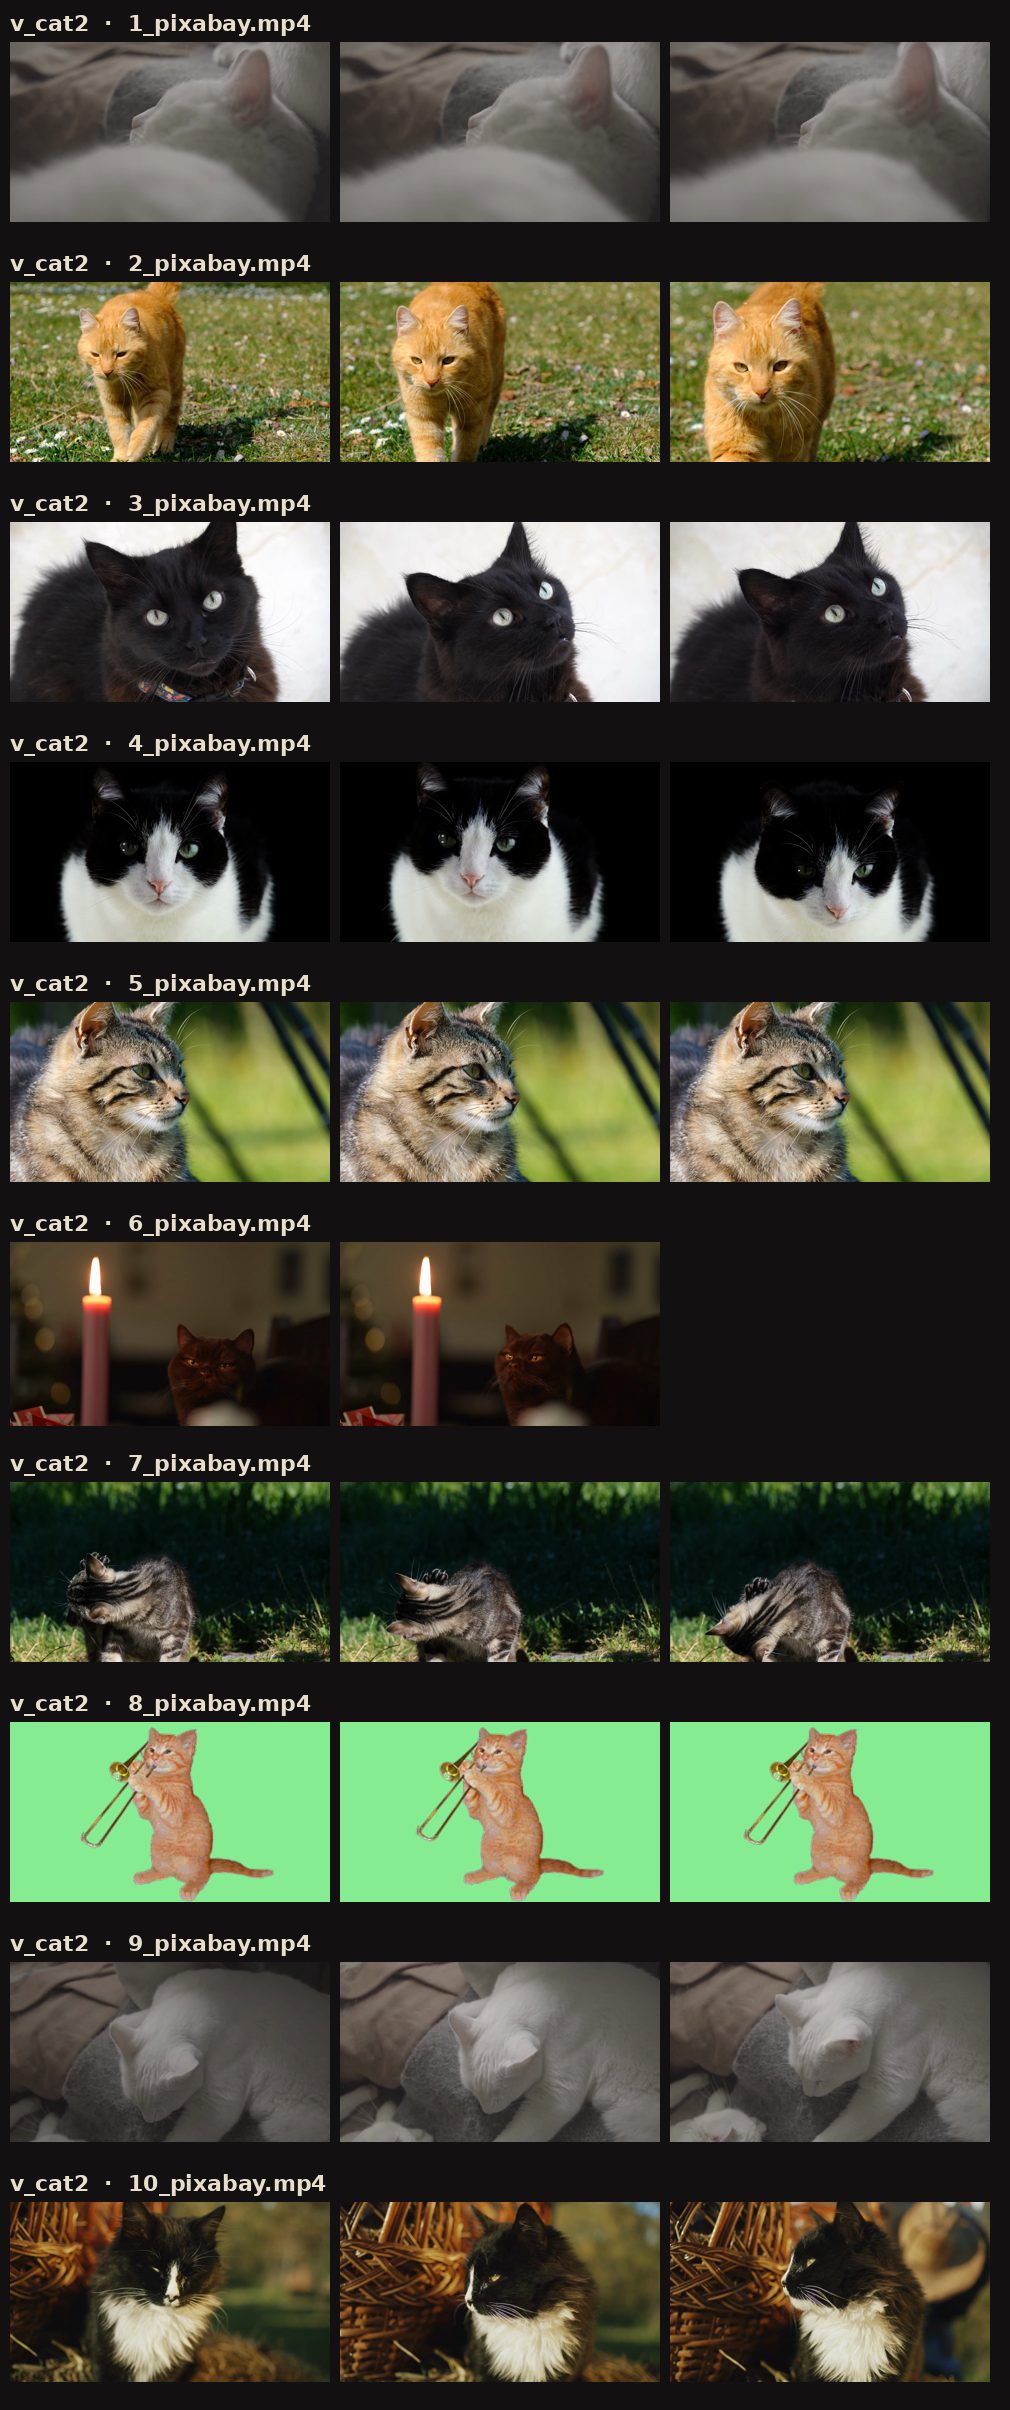 v_cat2 · 1_pixabay.mp4
v_cat2 · 2_pixabay.mp4
v_cat2 · 3_pixabay.mp4
v_cat2 · 4_pixabay.mp4
v_cat2 · 5_pixabay.mp4
v_cat2 · 6_pixabay.mp4
v_cat2 · 7_pixabay.mp4
v_cat2 · 8_pixabay.mp4
v_cat2 · 9_pixabay.mp4
v_cat2 · 10_pixabay.mp4